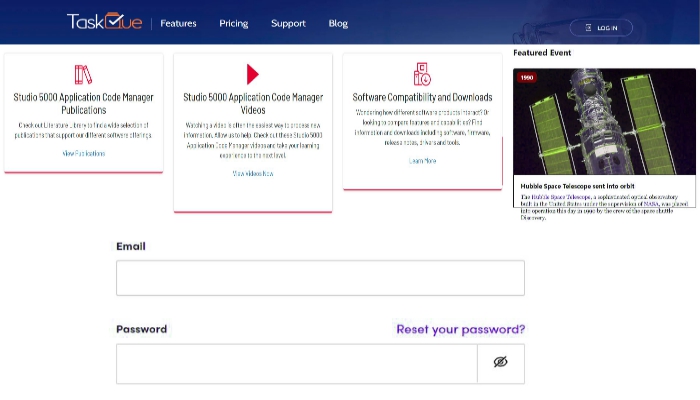 TaskQue
Features
Pricing
Support
Blog
LOG IN
Studio 5000 Application Code Manager
Publications
Check out Literature Library to find a wide selection of
publications that support our different software offerings.
View Publications
Studio 5000 Application Code Manager
Videos
Watching a video is often the easiest way to process new
information, Allow us to help. Check out these Studio 5000
Application Code Manager videos and take your learning
experience to the next level.
View Videos Now
Software Compatibility and Downloads
Wondering how different software products interact? Or
looking to compare features and capabilities? Find
information and downloads including software, firmware,
release notes, drivers and tools.
Learn More
Featured Event
1990
Hubble Space Telescope sent into orbit
The Hubble Space Telescope, a sophisticated optical observatory
built in the United States under the supervision of NASA, was placed
into operation this day in 1990 by the crew of the space shuttle
Discovery.
Email
Password
Reset your password?